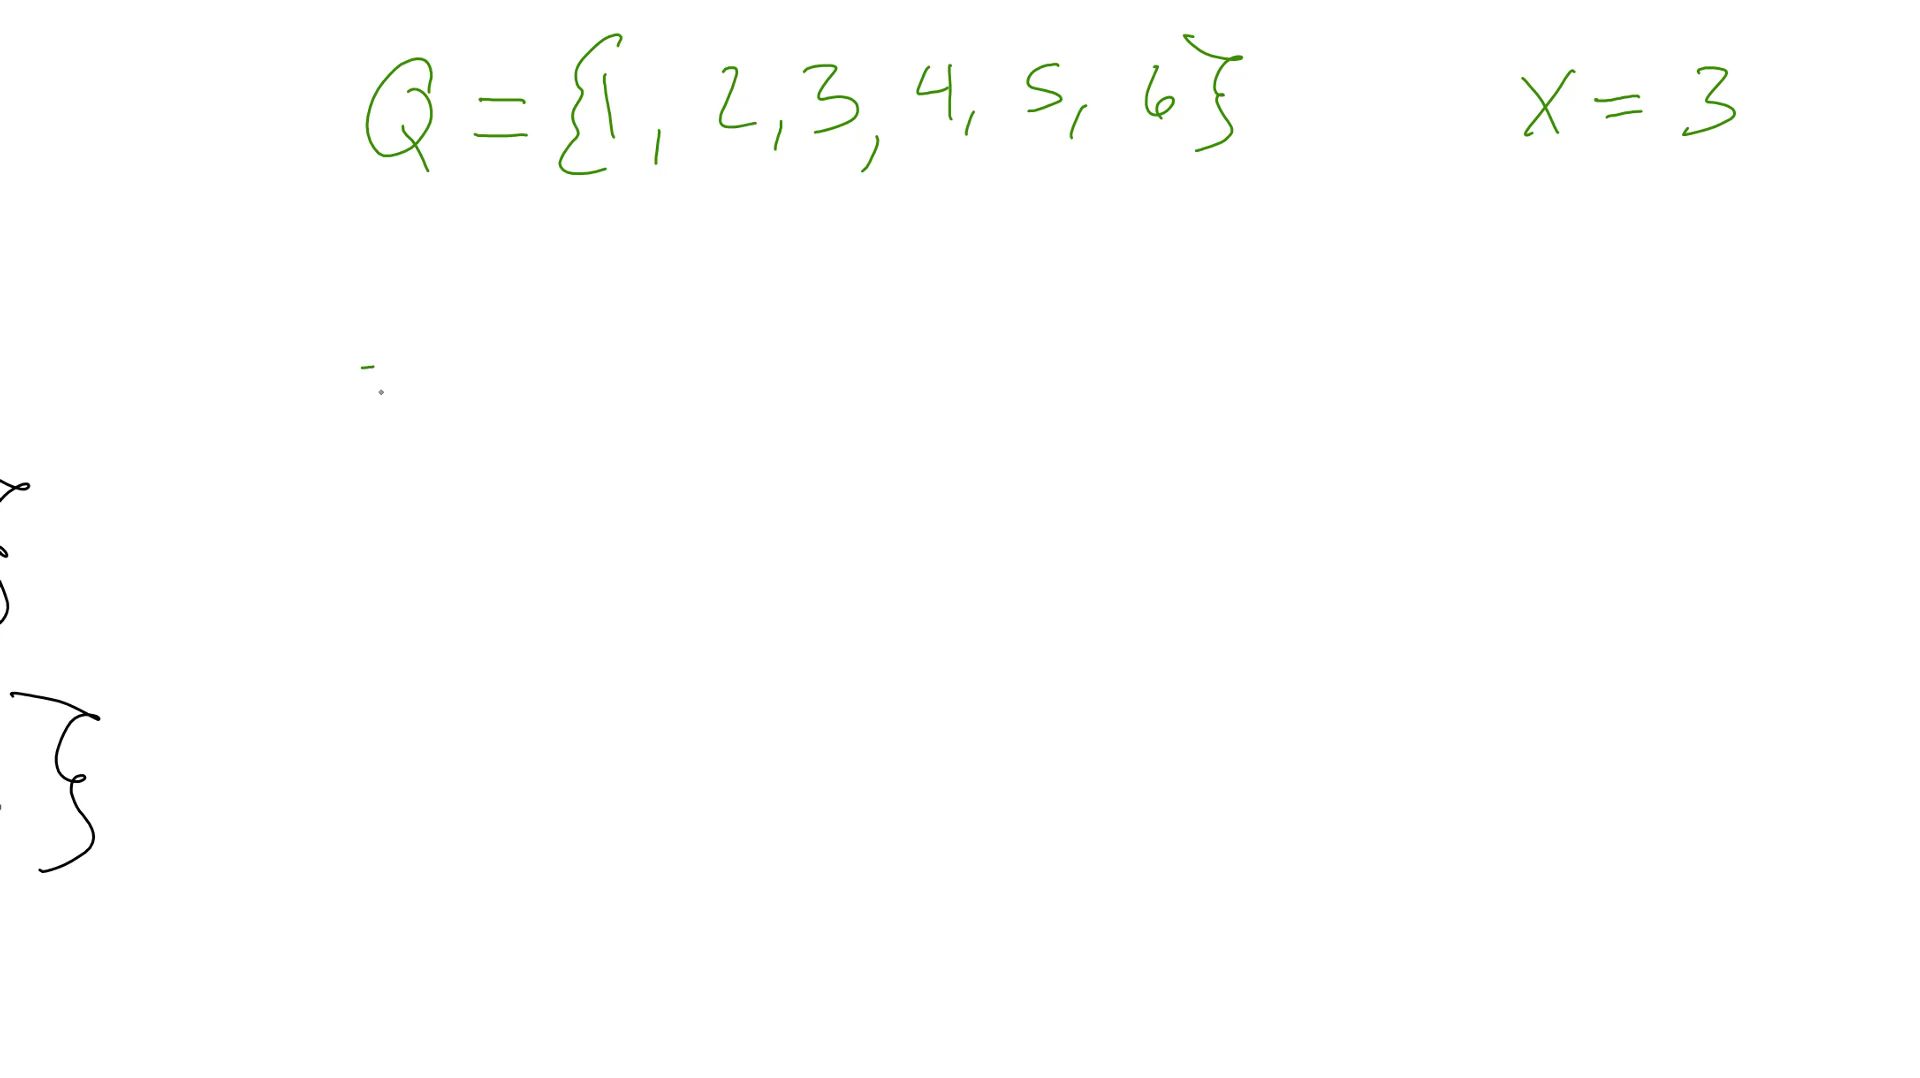 Q = {1, 2, 3, 4, 5, 6} X = 3
-
}